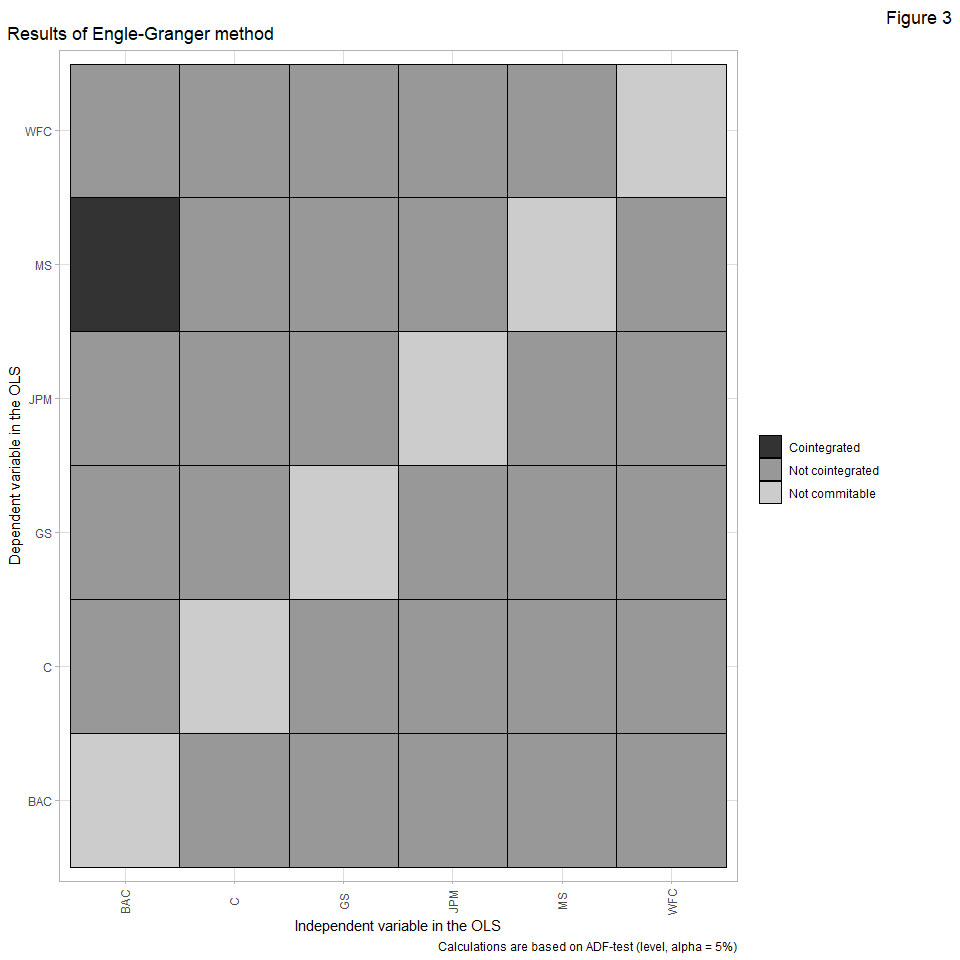 Figure 3
Results of Engle-Granger method
WFC
MS
JPM
GS
C
BAC
Dependent variable in the OLS
Cointegrated
Not cointegrated
Not commitable
BAC
C
GS
JPM
MS
WFC
Independent variable in the OLS
Calculations are based on ADF-test (level, alpha = 5%)